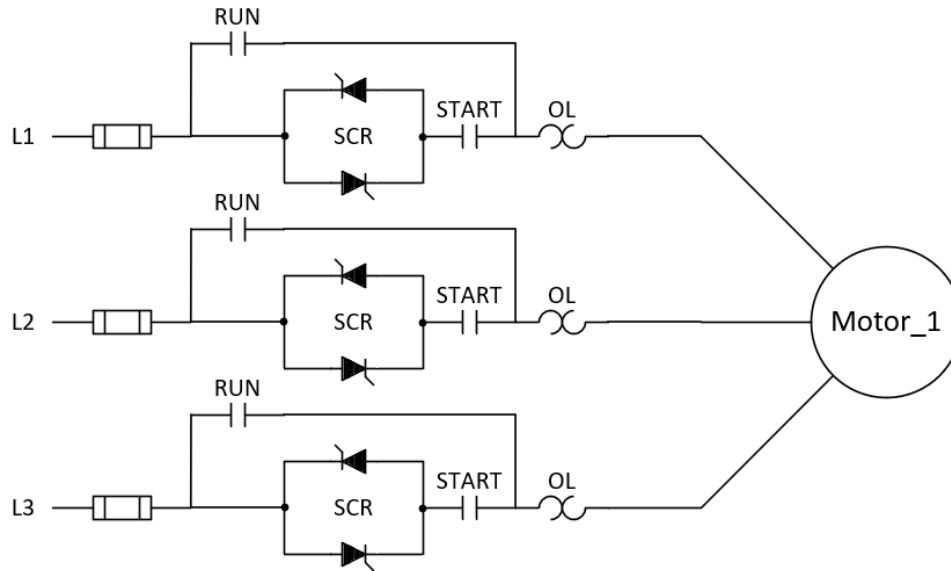 RUN
START
OL
L1
SCR
RUN
START
OL
L2
SCR
Motor_1
RUN
START
OL
L3
SCR